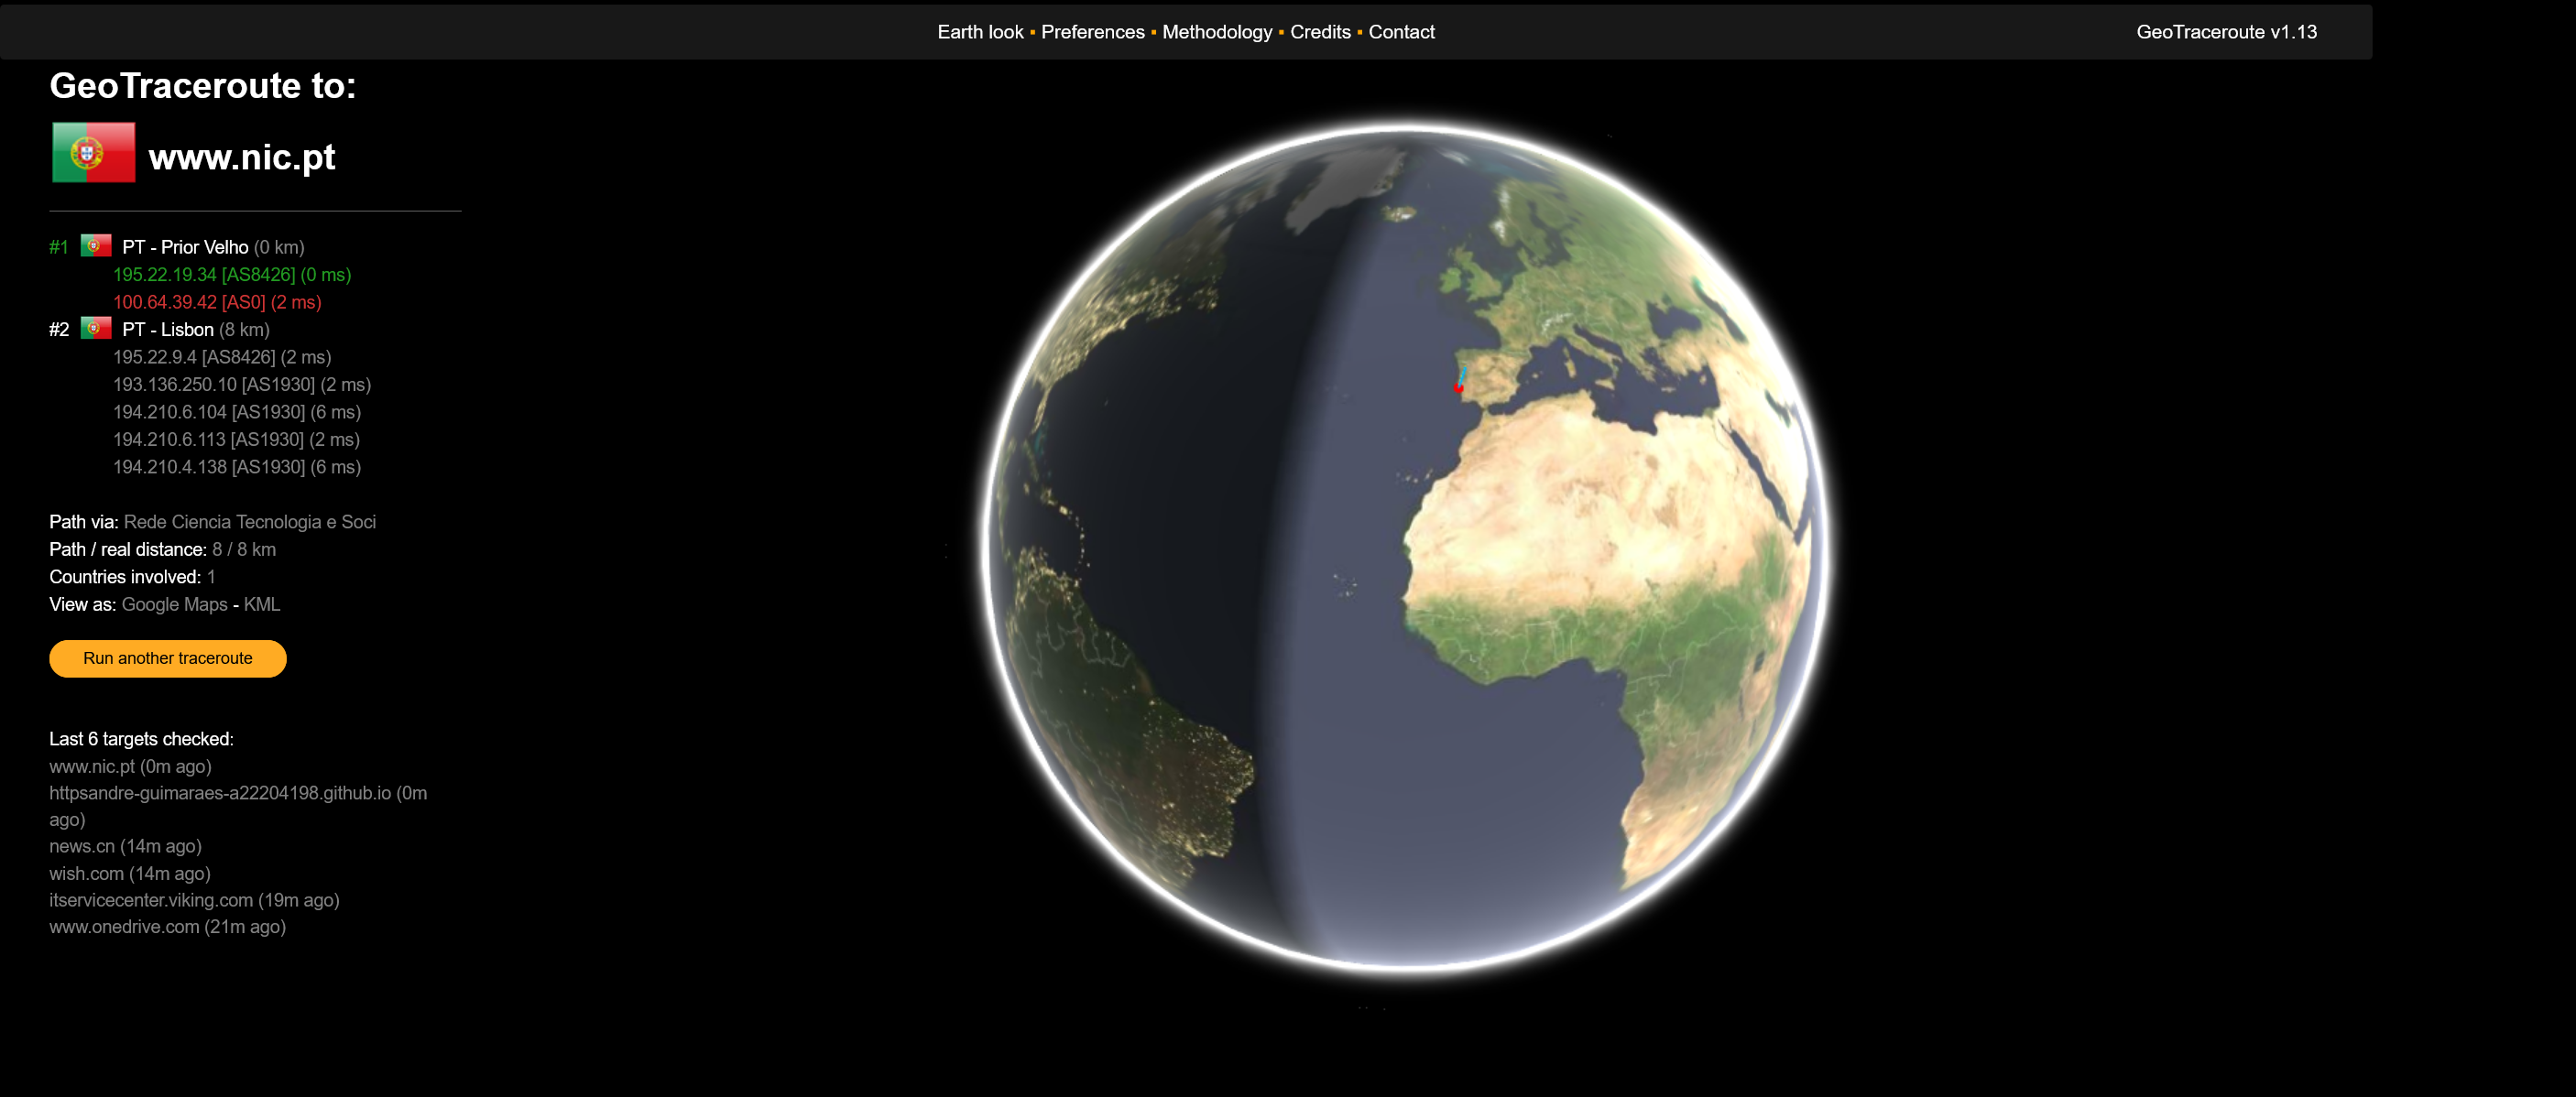 Earth look ▪ Preferences ▪ Methodology ▪ Credits ▪ Contact
GeoTraceroute v1.13
GeoTraceroute to:
www.nic.pt
#1 PT - Prior Velho (0 km)
195.22.19.34 [AS8426] (0 ms)
100.64.39.42 [AS0] (2 ms)
#2 PT - Lisbon (8 km)
195.22.9.4 [AS8426] (2 ms)
193.136.250.10 [AS1930] (2 ms)
194.210.6.104 [AS1930] (6 ms)
194.210.6.113 [AS1930] (2 ms)
194.210.4.138 [AS1930] (6 ms)
Path via: Rede Ciencia Tecnologia e Soci
Path / real distance: 8 / 8 km
Countries involved: 1
View as: Google Maps - KML
Run another traceroute
Last 6 targets checked:
www.nic.pt (0m ago)
httpsandre-guimaraes-a22204198.github.io (0m
ago)
news.cn (14m ago)
wish.com (14m ago)
itservicecenter.viking.com (19m ago)
www.onedrive.com (21m ago)